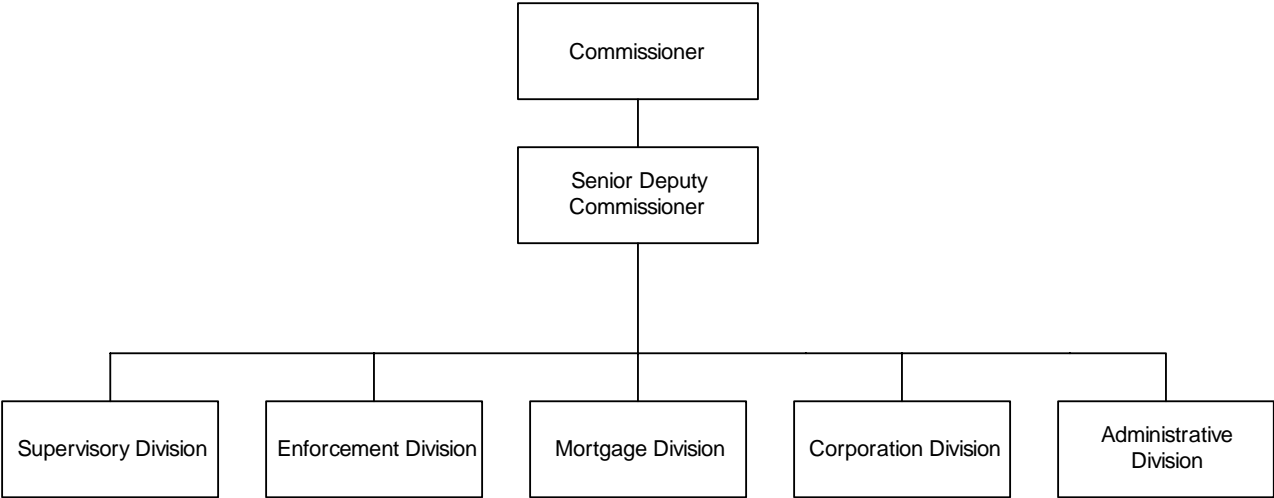 Commissioner
Senior Deputy
Commissioner
Supervisory Division
Enforcement Division
Mortgage Division
Corporation Division
Administrative
Division